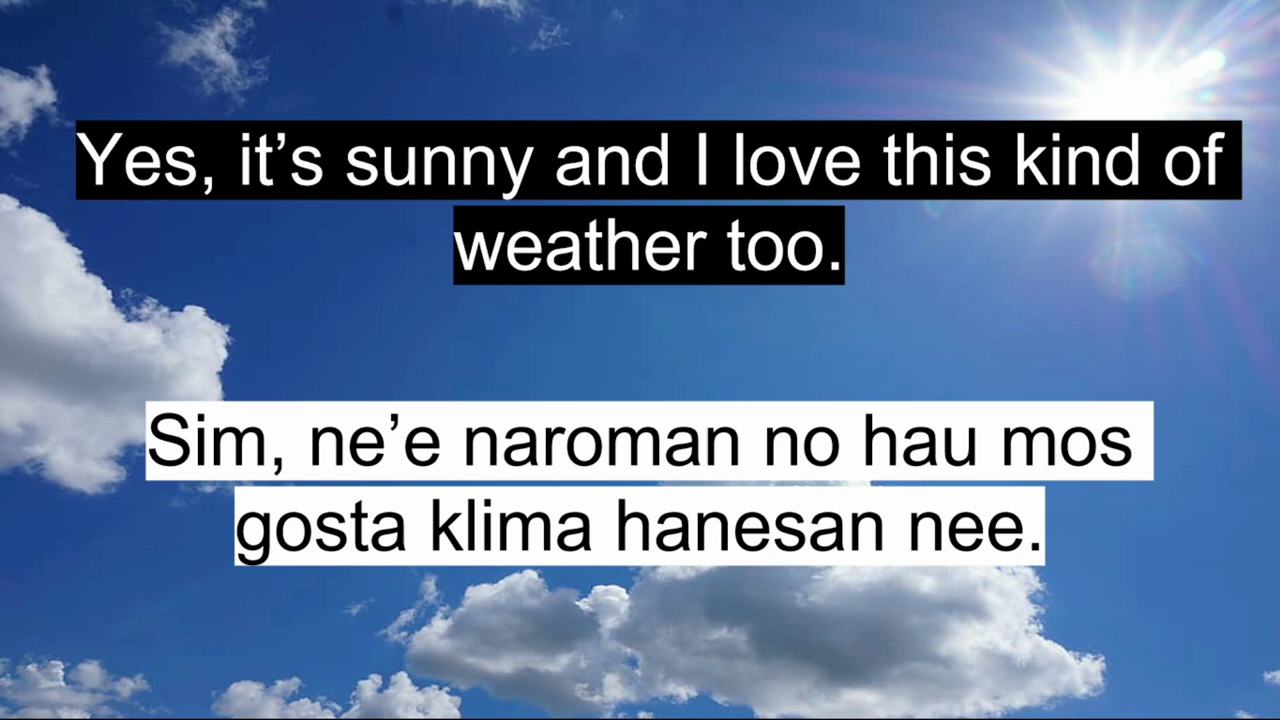 Yes, it’s sunny and I love this kind of
weather too.
Sim, ne’e naroman no hau mos
gosta klima hanesan nee.